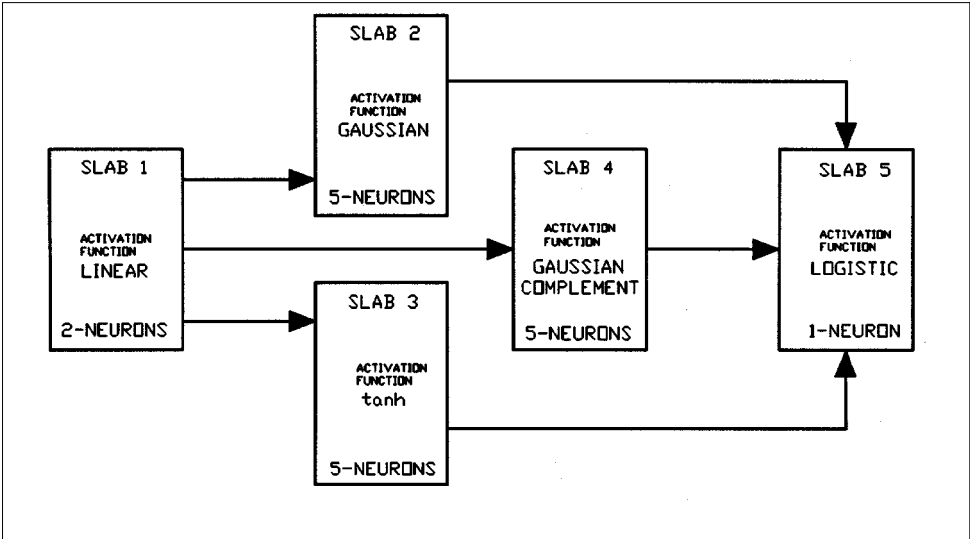 SLAB 1
ACTIVATION
FUNCTION
LINEAR
2-NEURONS
SLAB 2
ACTIVATION
FUNCTION
GAUSSIAN
5-NEURONS
SLAB 3
ACTIVATION
FUNCTION
tanh
5-NEURONS
SLAB 4
ACTIVATION
FUNCTION
GAUSSIAN
COMPLEMENT
5-NEURONS
SLAB 5
ACTIVATION
FUNCTION
LOGISTIC
1-NEURON